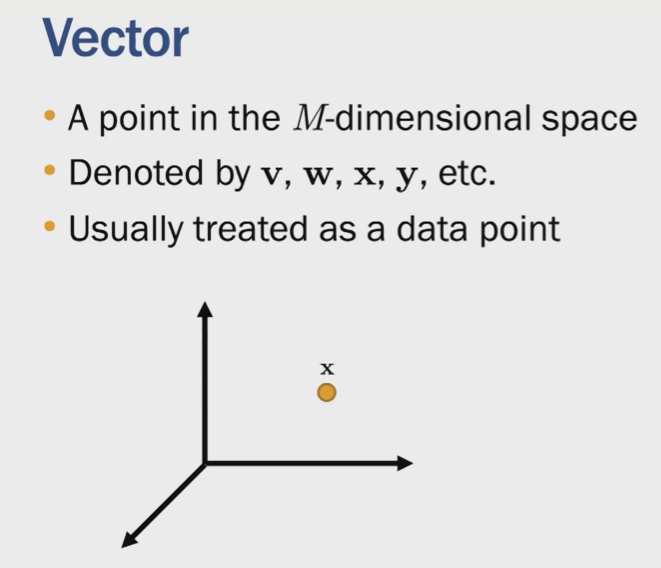 Vector
• A point in the M-dimensional space
• Denoted by v, w, x, y, etc.
• Usually treated as a data point
x